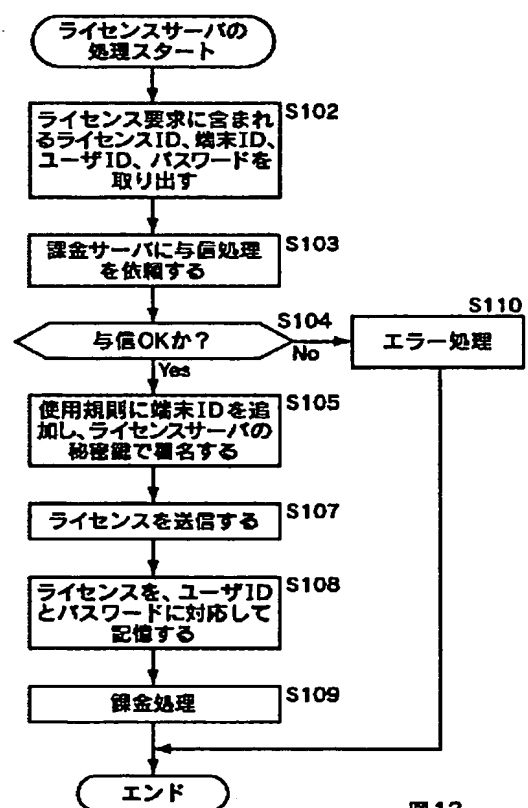 ライセンスサーバの
処理スタート
S102
ライセンス要求に含まれ
るライセンスID、端末ID、
ユーザID、パスワードを
取り出す
S103
課金サーバに与信処理
を依頼する
S104
与信OKか？
No
Yes
S110
エラー処理
S105
使用規則に端末IDを追
加し、ライセンスサーバの
秘密鍵で署名する
S107
ライセンスを送信する
S108
ライセンスを、ユーザID
とパスワードに対応して
記憶する
S109
課金処理
エンド